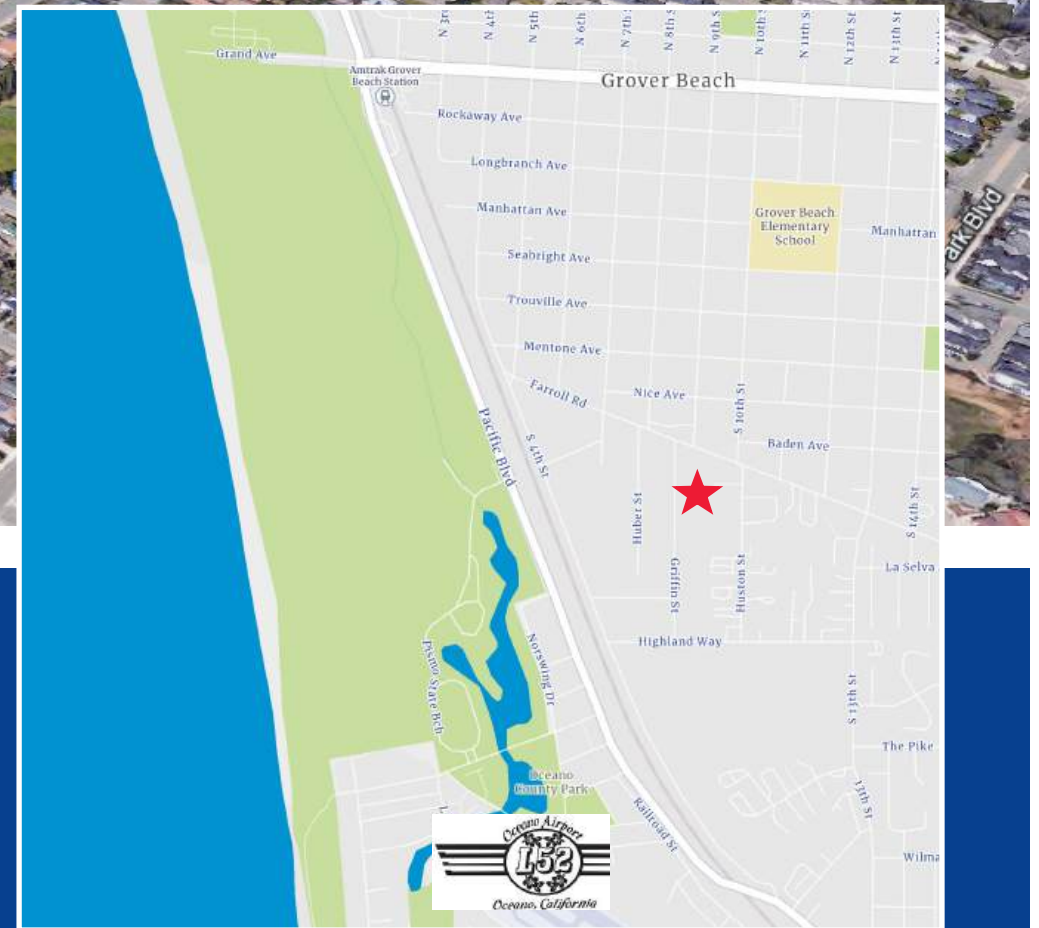 N 4th
N 5th
N 6th
N 7th
N 8th S
N 9th S
N 10th S
N 11th St
N 12th St
N 13th St
Grand Ave
Amtrak Grover
Beach Station
Grover Beach
Rockaway Ave
Longbranch Ave
Manhattan Ave
Grover Beach
Elementary
School
Manhattan
ark Blvd
Seabright Ave
Trouville Ave
Mentone Ave
Farroll Rd
Nice Ave
S 10th St
Pacific Blvd
S 4th St
Baden Ave
Huber St
S 14th St
Griffin St
Huston St
La Selva
Highland Way
Pismo State Bch
Norswing Dr
S 13th St
The Pike
Oceano
County Park
13th St
Railroad St
Wilma
Oceano Airport
L52
Oceano, California